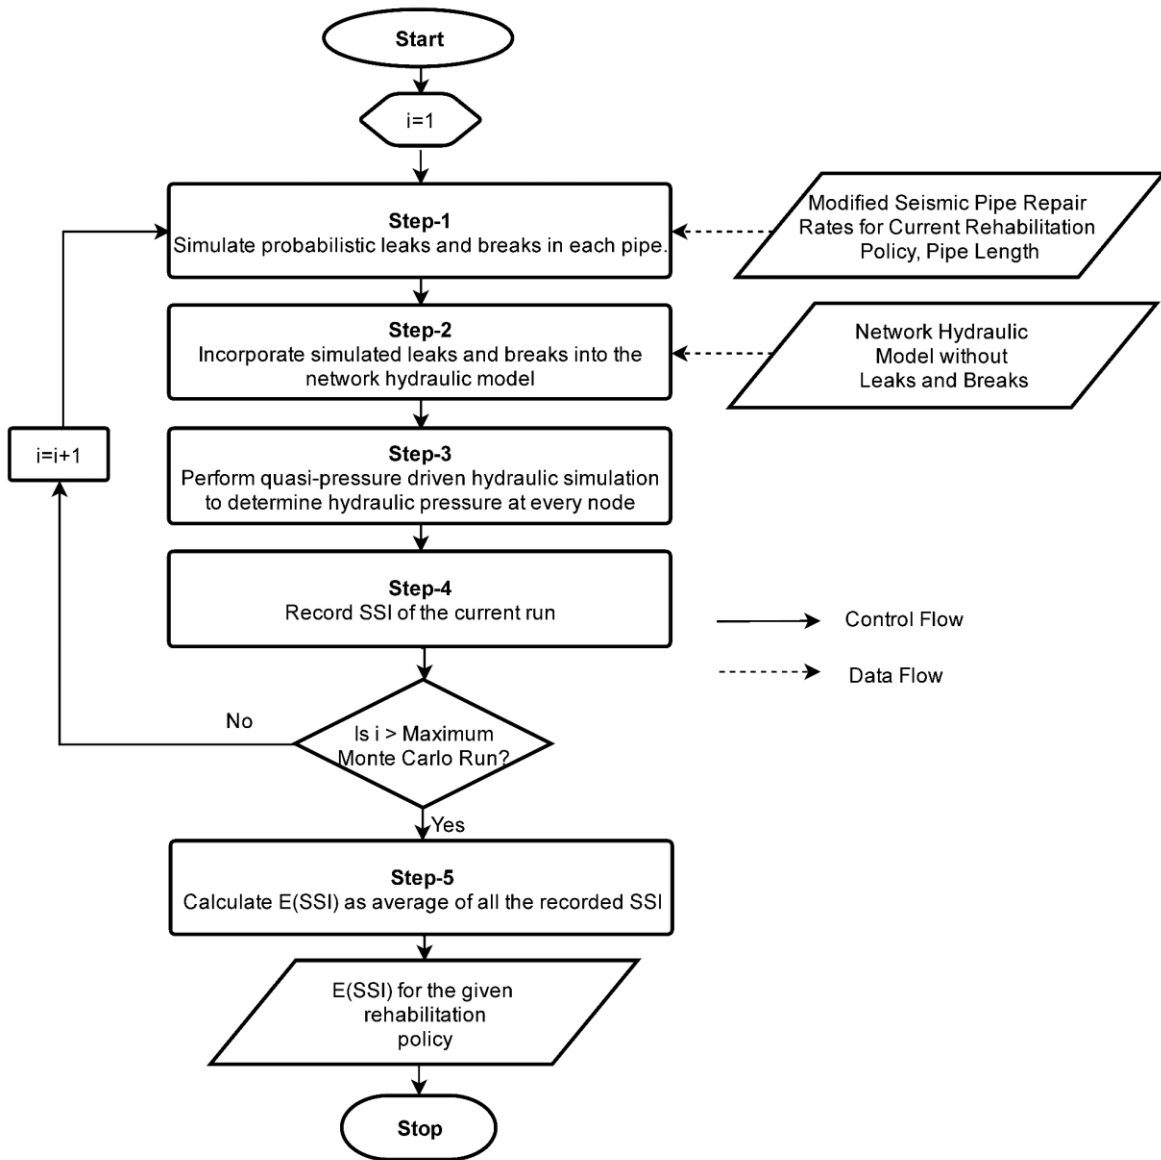 Start
i=1
Step-1
Simulate probabilistic leaks and breaks in each pipe.
Modified Seismic Pipe Repair
Rates for Current Rehabilitation
Policy, Pipe Length
Step-2
Incorporate simulated leaks and breaks into the
network hydraulic model
Network Hydraulic
Model without
Leaks and Breaks
i=i+1
Step-3
Perform quasi-pressure driven hydraulic simulation
to determine hydraulic pressure at every node
Step-4
Record SSI of the current run
Control Flow
Data Flow
No
Is i > Maximum
Monte Carlo Run?
Yes
Step-5
Calculate E(SSI) as average of all the recorded SSI
E(SSI) for the given
rehabilitation
policy
Stop